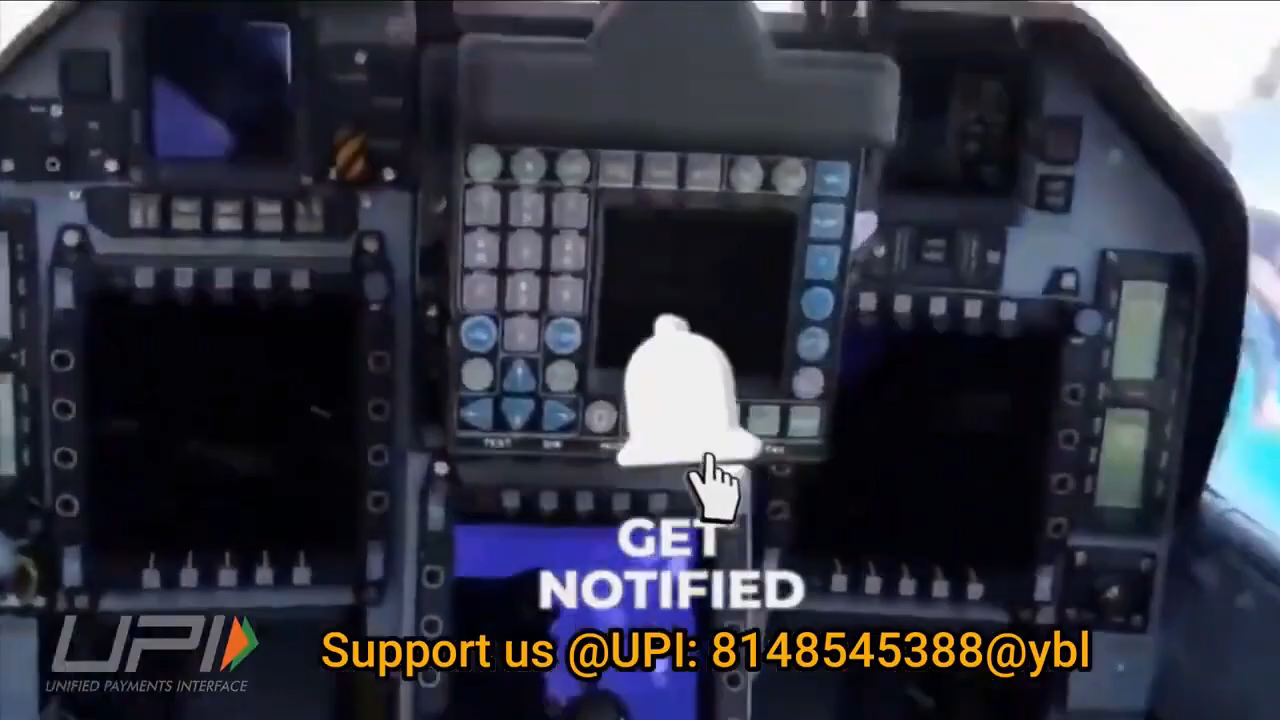 GET
NOTIFIED
UPI
Support us @UPI: 8148545388@ybl
UNIFIED PAYMENTS INTERFACE